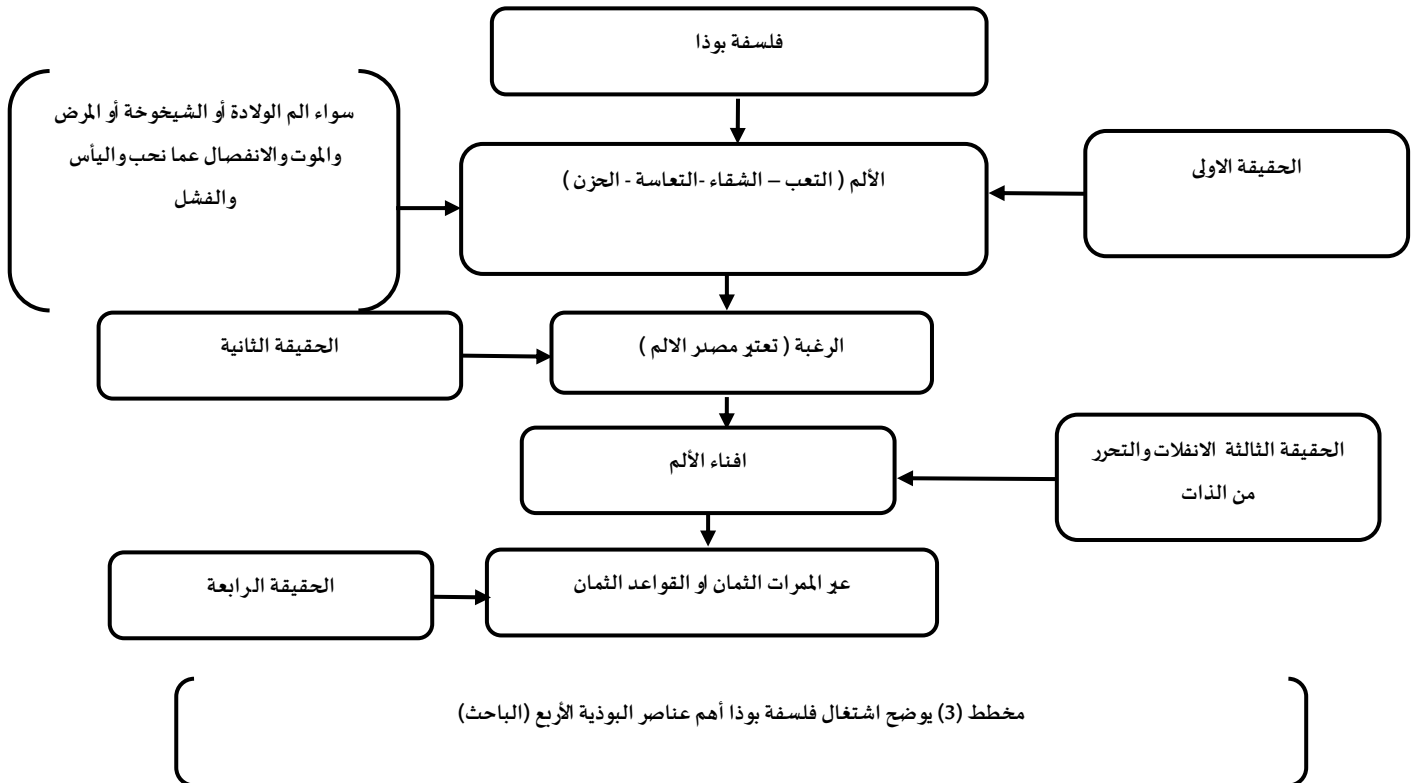 فلسفة بوذا
سواء الم الولادة أو الشيخوخة أو المرض
والموت والانفصال عما نحب واليأس
والفشل
الألم ( التعب – الشقاء -التعاسة - الحزن )
الحقيقة الاولى
الرغبة ( تعتبر مصدر الالم )
الحقيقة الثانية
افناء الألم
الحقيقة الثالثة الانفلات والتحرر
من الذات
عبر الممرات الثمان او القواعد الثمان
الحقيقة الرابعة
مخطط (3) يوضح اشتغال فلسفة بوذا أهم عناصر البوذية الأربع (الباحث)